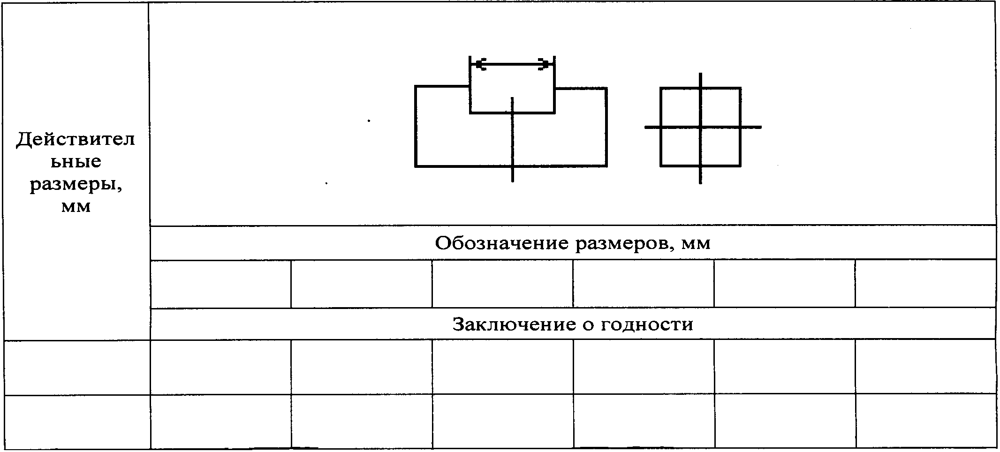 Действител
ьные
размеры,
мм
Обозначение размеров, мм
Заключение о годности